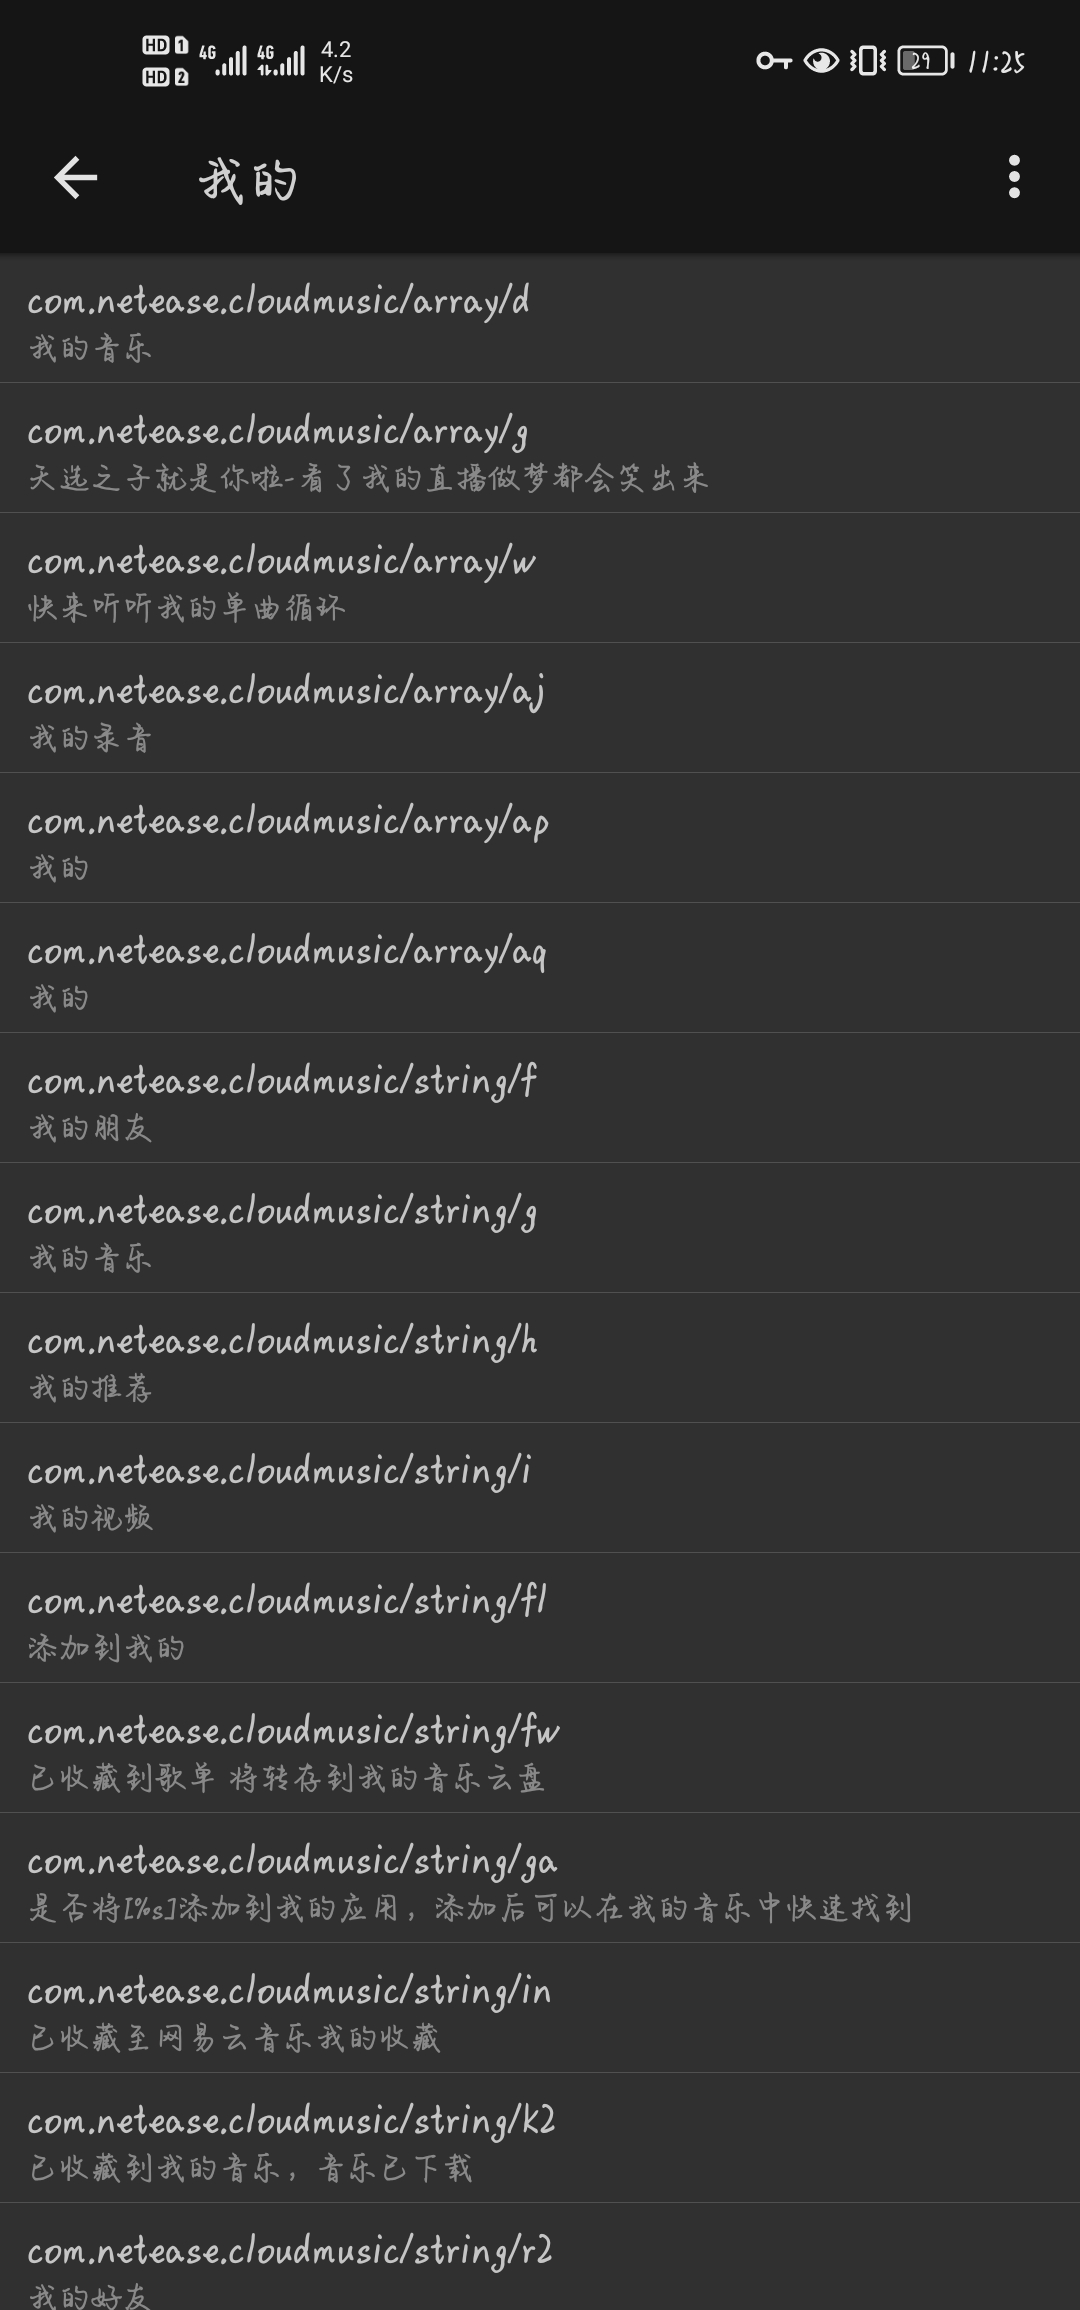 HD 1 4G 4G 4.2
HD 2 K/s
29 11:25
我的
com.netease.cloudmusic/array/d
我的音乐
com.netease.cloudmusic/array/g
天选之子就是你啦-看了我的直播做梦都会笑出来
com.netease.cloudmusic/array/w
快来听听我的单曲循环
com.netease.cloudmusic/array/aj
我的录音
com.netease.cloudmusic/array/ap
我的
com.netease.cloudmusic/array/aq
我的
com.netease.cloudmusic/string/f
我的朋友
com.netease.cloudmusic/string/g
我的音乐
com.netease.cloudmusic/string/h
我的推荐
com.netease.cloudmusic/string/i
我的视频
com.netease.cloudmusic/string/fl
添加到我的
com.netease.cloudmusic/string/fw
已收藏到歌单 将转存到我的音乐云盘
com.netease.cloudmusic/string/ga
是否将[%s]添加到我的应用，添加后可以在我的音乐中快速找到
com.netease.cloudmusic/string/in
已收藏至网易云音乐我的收藏
com.netease.cloudmusic/string/k2
已收藏到我的音乐，音乐已下载
com.netease.cloudmusic/string/r2
我的好友